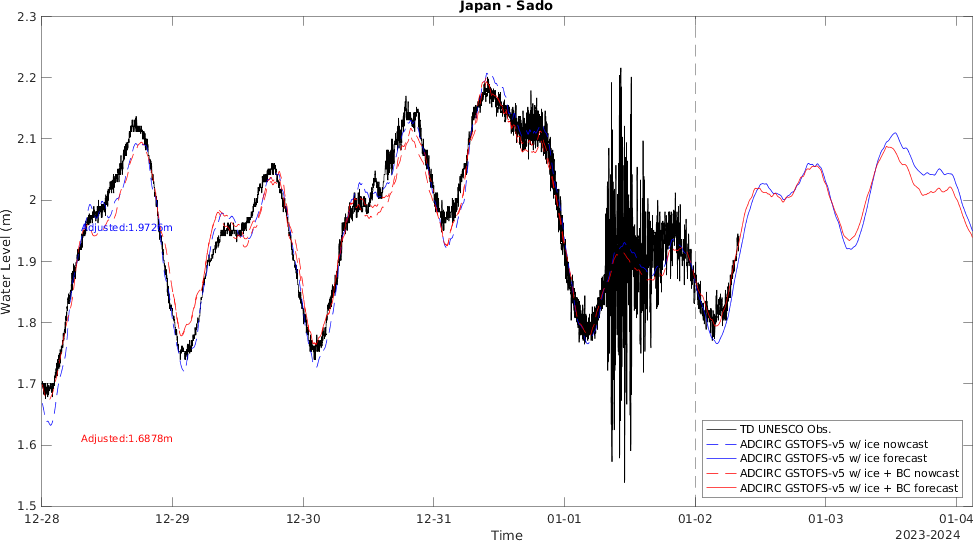 Japan - Sado
2.3
2.2
2.1
2
1.9
1.8
1.7
1.6
1.5
Water Level (m)
Adjusted:1.9726m
Adjusted:1.6878m
TD UNESCO Obs.
ADCIRC GSTOFS-v5 w/ ice nowcast
ADCIRC GSTOFS-v5 w/ ice forecast
ADCIRC GSTOFS-v5 w/ ice + BC nowcast
ADCIRC GSTOFS-v5 w/ ice + BC forecast
12-28 12-29 12-30 12-31 01-01 01-02 01-03 01-04
Time
2023-2024